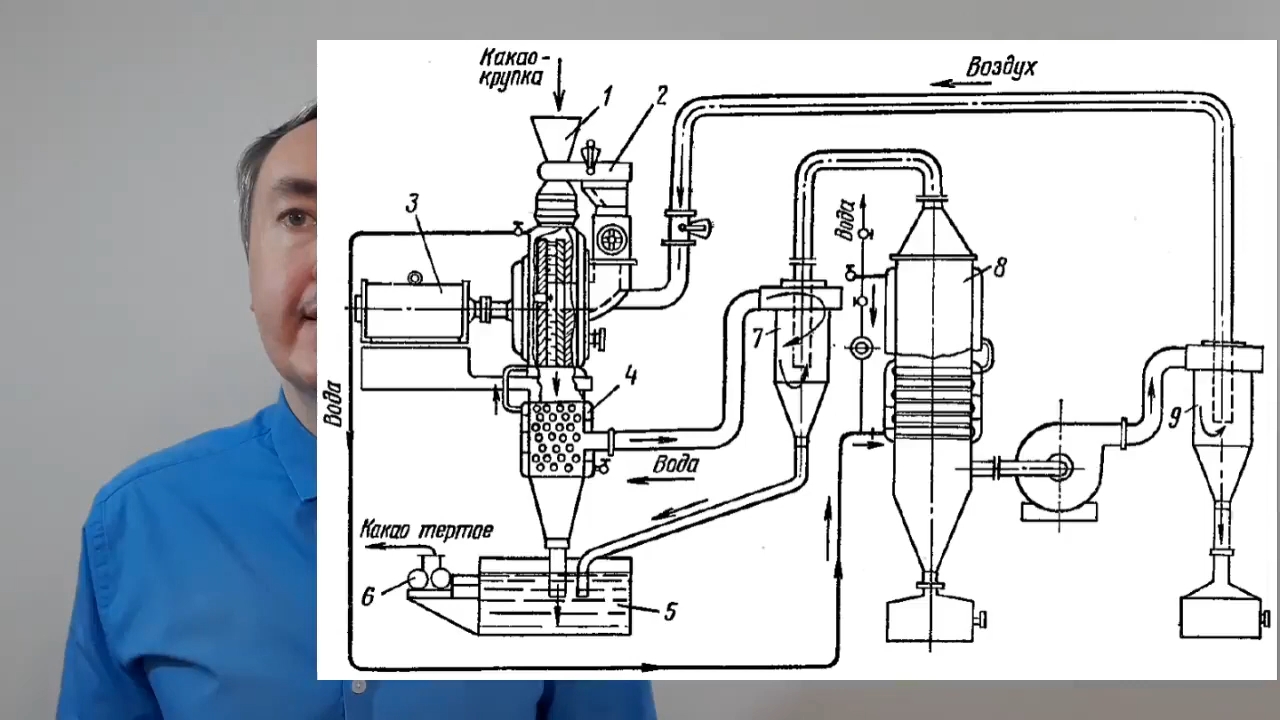 Какао-
крупка
1
2
Воздух
3
Вода
8
7
4
Вода
9
Вода
Какао тертое
6
5